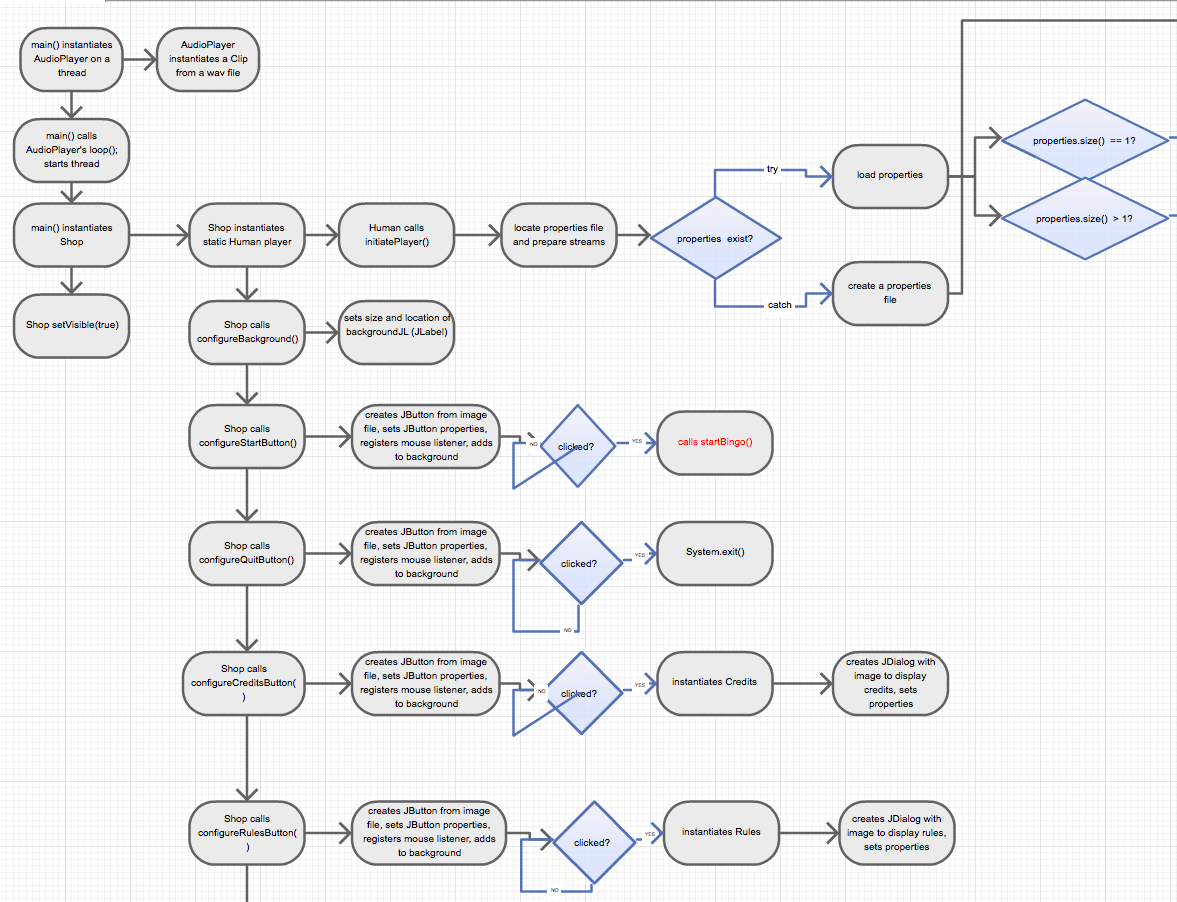 main() instantiates
AudioPlayer on a
thread
AudioPlayer
instantiates a Clip
from a wav file
main() calls
AudioPlayer's loop();
starts thread
main() instantiates
Shop
Shop setVisible(true)
Shop instantiates
static Human player
Human calls
initiatePlayer()
locate properties file
and prepare streams
properties exist?
try
load properties
catch
create a properties
file
properties.size() == 1?
properties.size() > 1?
Shop calls
configureBackground()
sets size and location of
backgroundJL (JLabel)
Shop calls
configureStartButton()
creates JButton from image
file, sets JButton properties,
registers mouse listener, adds
to background
NO
clicked?
YES
calls startBingo()
Shop calls
configureQuitButton()
creates JButton from image
file, sets JButton properties,
registers mouse listener, adds
to background
clicked?
YES
NO
System.exit()
Shop calls
configureCreditsButton(
)
creates JButton from image
file, sets JButton properties,
registers mouse listener, adds
to background
NO
clicked?
YES
instantiates Credits
creates JDialog with
image to display
credits, sets
properties
Shop calls
configureRulesButton(
)
creates JButton from image
file, sets JButton properties,
registers mouse listener, adds
to background
clicked?
YES
NO
instantiates Rules
creates JDialog with
image to display rules,
sets properties